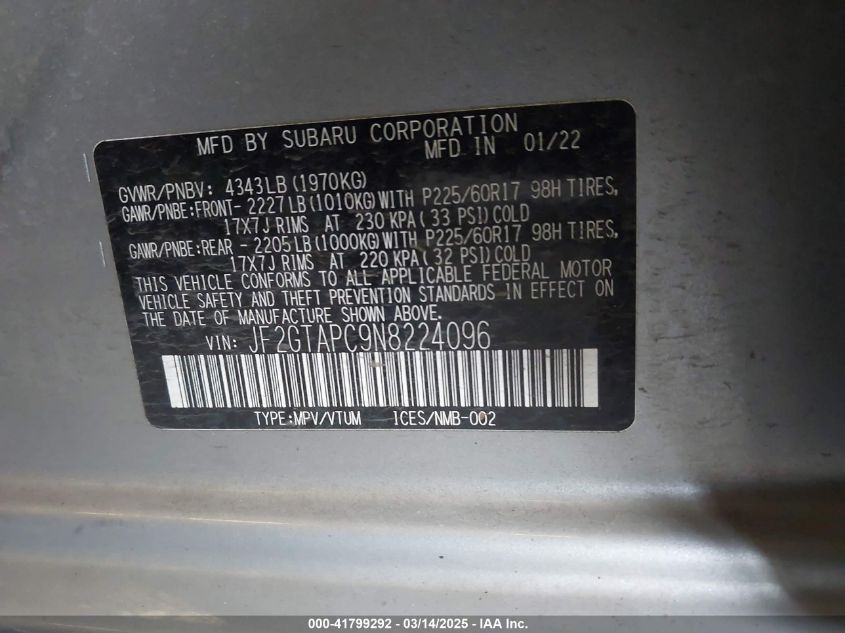 MFD BY SUBARU CORPORATION
MFD IN 01/22
GVWR/PNBV: 4343LB(1970KG)
GAWR/PNBE:FRONT- 2227LB(1010KG)WITH P225/60R17 98H TIRES,
17X7J RIMS AT 230 KPA( 33 PSI)COLD
GAWR/PNBE:REAR - 2205LB(1000KG)WITH P225/60R17 98H TIRES,
17X7J RIMS AT 220 KPA( 32 PSI)COLD
THIS VEHICLE CONFORMS TO ALL APPLICABLE FEDERAL MOTOR
VEHICLE SAFETY AND THEFT PREVENTION STANDARDS IN EFFECT ON
THE DATE OF MANUFACTURE SHOWN ABOVE.
VIN: JF2GTAPC9N8224096
TYPE:MPV/VTUM ICES/NMB-002
000-41799292 - 03/14/2025 - IAA Inc.